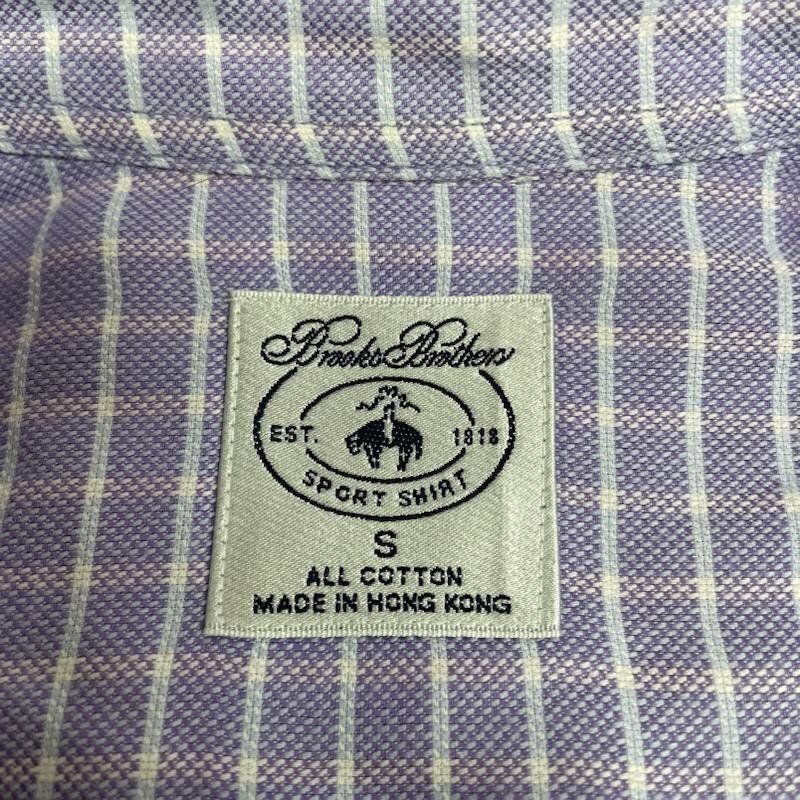 Brooks Brothers
EST. 1818
SPORT SHIRT
S
ALL COTTON
MADE IN HONG KONG